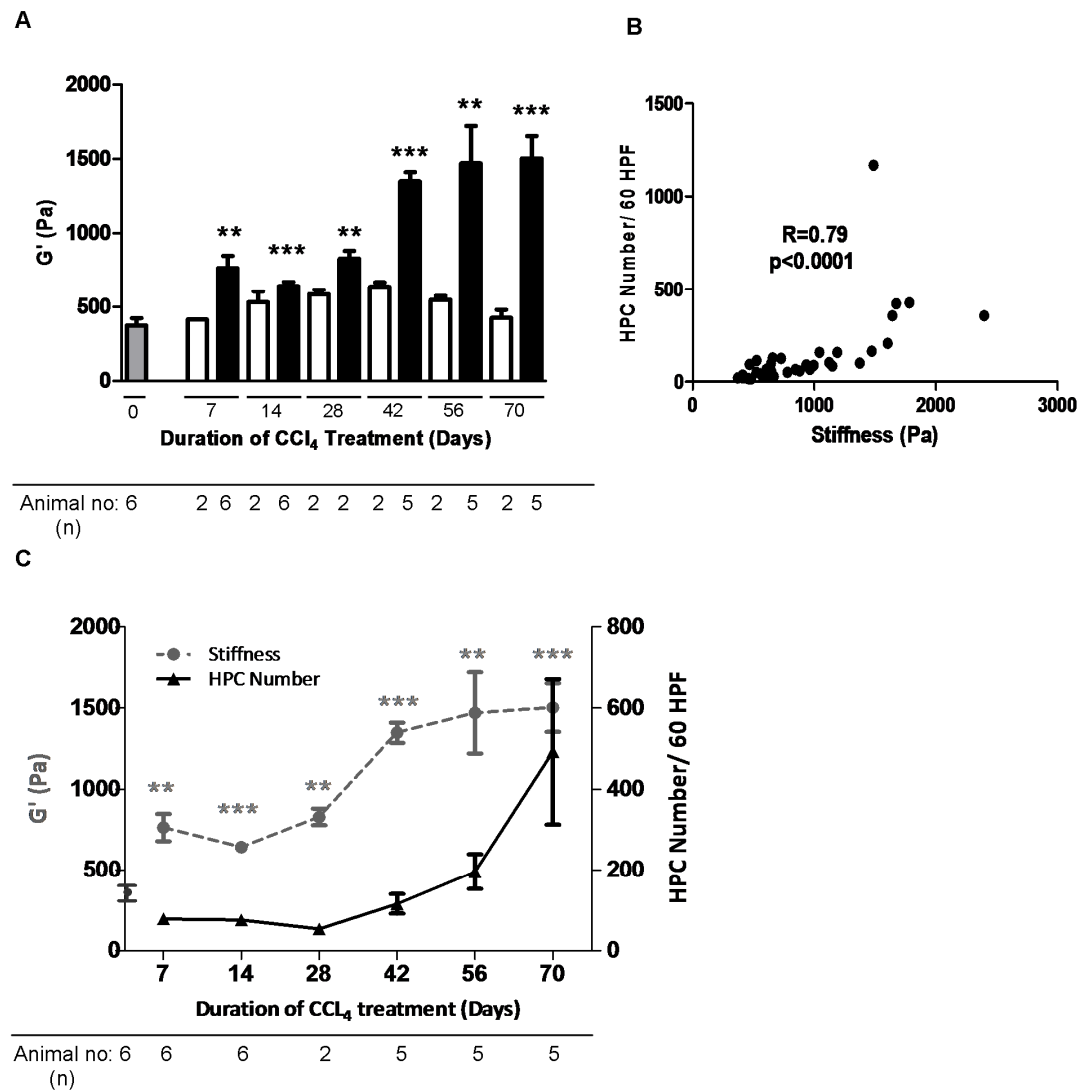 A
2000
1500
1000
500
0
G' (Pa)
** *** ** *** ** ***
0 7 14 28 42 56 70
Duration of CCl4 Treatment (Days)
Animal no: 6 2 6 2 6 2 2 2 5 2 5 2 5
(n)
B
1500
1000
500
0
HPC Number/ 60 HPF
R=0.79
p<0.0001
0 1000 2000 3000
Stiffness (Pa)
C
2000
1500
1000
500
0
G' (Pa)
Stiffness
HPC Number
** *** ** *** ** ***
800
600
400
200
0
HPC Number/ 60 HPF
7 14 28 42 56 70
Duration of CCL4 treatment (Days)
Animal no: 6 6 6 2 5 5 5
(n)